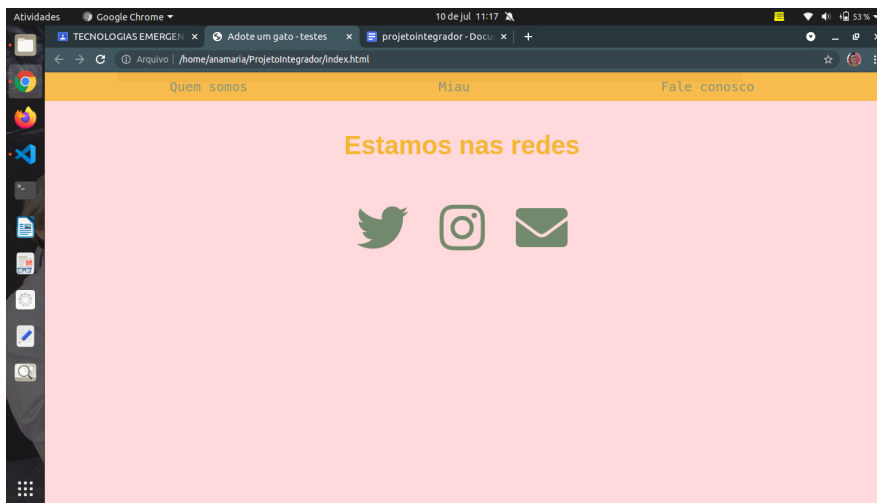 Atividades Google Chrome 10 de jul 11:17 53 %
TECNOLOGIAS EMERGEN Adote um gato - testes projetointegrador - Docu
Arquivo /home/anamaria/ProjetoIntegrador/index.html
Quem somos Miau Fale conosco
Estamos nas redes